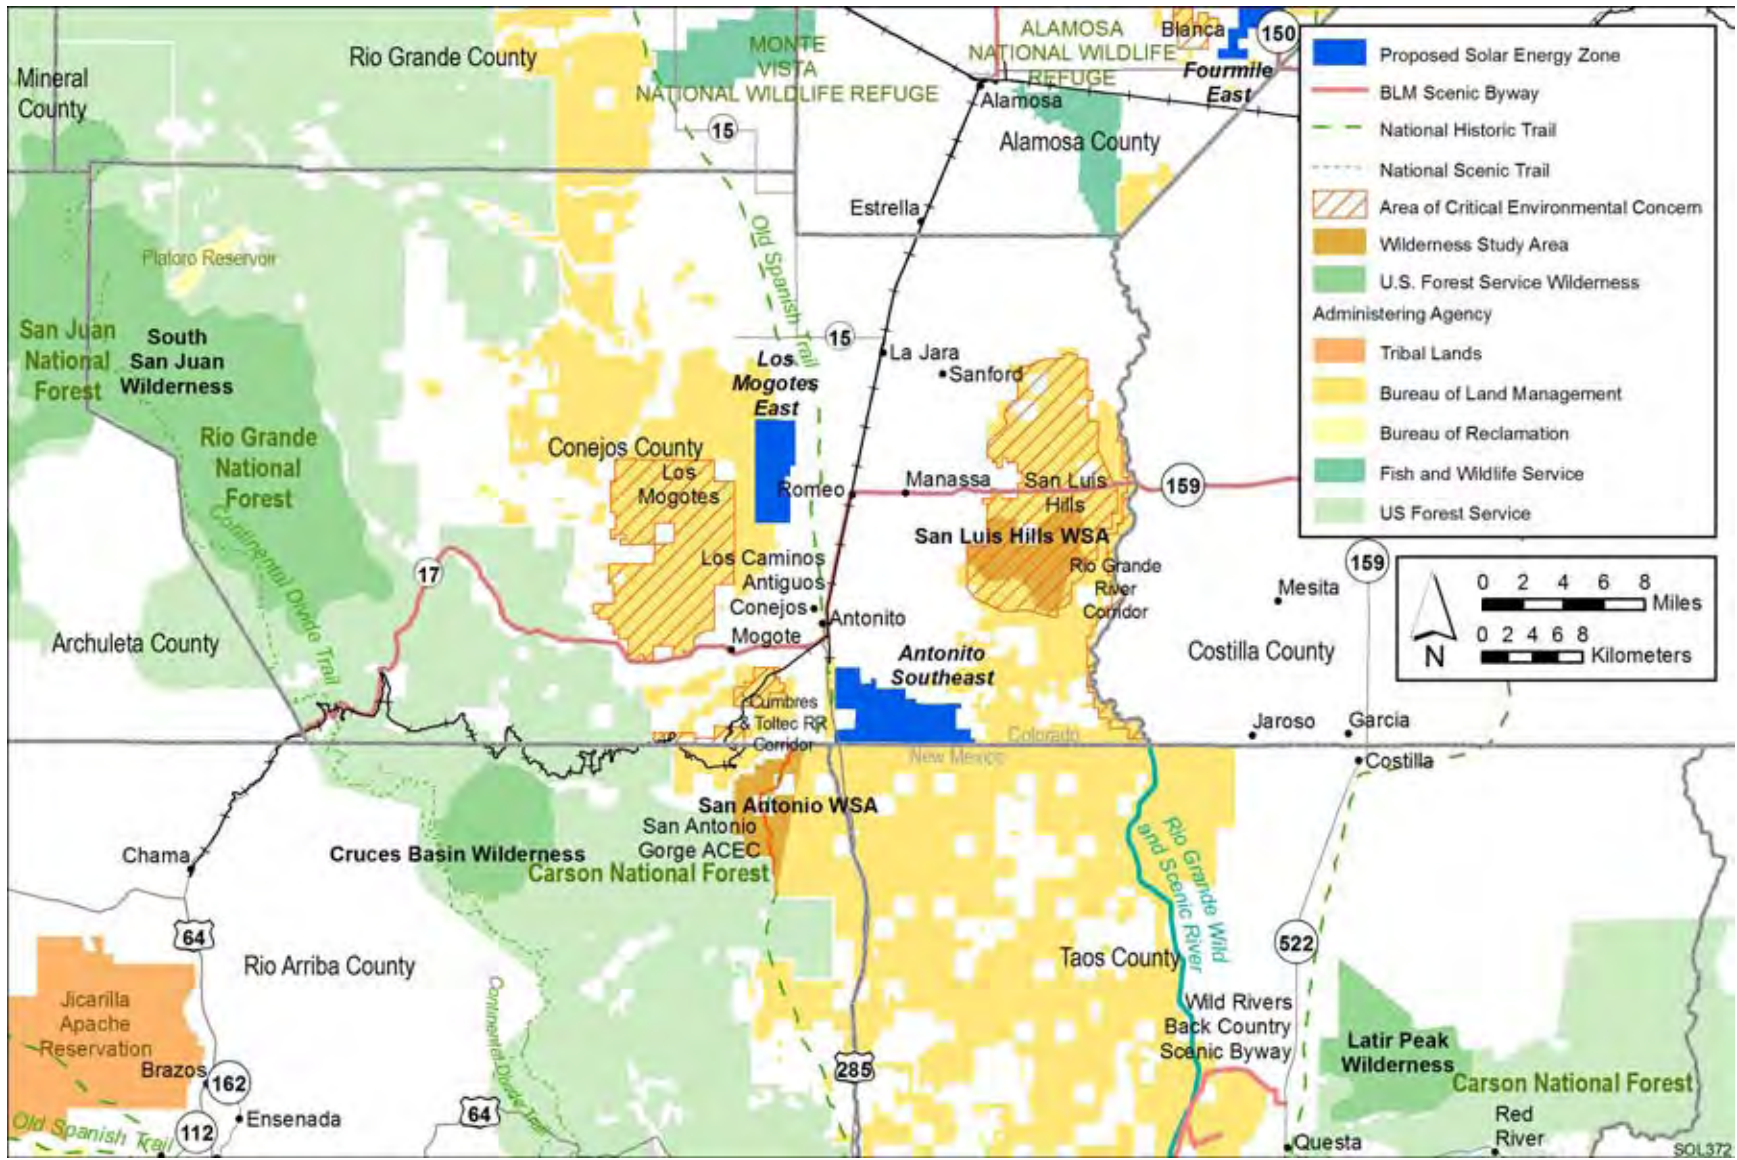 Rio Grande County
Mineral
County
MONTE
VISTA
NATIONAL WILDLIFE REFUGE
ALAMOSA
NATIONAL WILDLIFE
REFUGE
Blanca
150
Fourmile
East
Alamosa
Alamosa County
15
Estrella
Old Spanish Trail
Platoro Reservoir
San Juan
National
Forest
South
San Juan
Wilderness
15
La Jara
Sanford
Los
Mogotes
East
Rio Grande
National
Forest
Conejos County
Los
Mogotes
Romeo
Manassa
San Luis
Hills
159
San Luis Hills WSA
Continental Divide Trail
17
Los Caminos
Antiguos
Conejos
Antonito
Mogote
Rio Grande
River
Corridor
159
Mesita
Archuleta County
Antonito
Southeast
Costilla County
Cumbres
& Toltec RR
Corridor
Colorado
New Mexico
Jaroso
Garcia
Costilla
San Antonio WSA
San Antonio
Gorge ACEC
Chama
Cruces Basin Wilderness
Carson National Forest
Rio Grande Wild
and Scenic River
64
Rio Arriba County
Taos County
522
Jicarilla
Apache
Reservation
Continental Divide Trail
Wild Rivers
Back Country
Scenic Byway
Latir Peak
Wilderness
Carson National Forest
Brazos
162
285
64
Ensenada
112
Old Spanish Trail
Questa
Red
River
SOL372
Proposed Solar Energy Zone
BLM Scenic Byway
National Historic Trail
National Scenic Trail
Area of Critical Environmental Concern
Wilderness Study Area
U.S. Forest Service Wilderness
Administering Agency
Tribal Lands
Bureau of Land Management
Bureau of Reclamation
Fish and Wildlife Service
US Forest Service
N
0 2 4 6 8
Miles
0 2 4 6 8
Kilometers